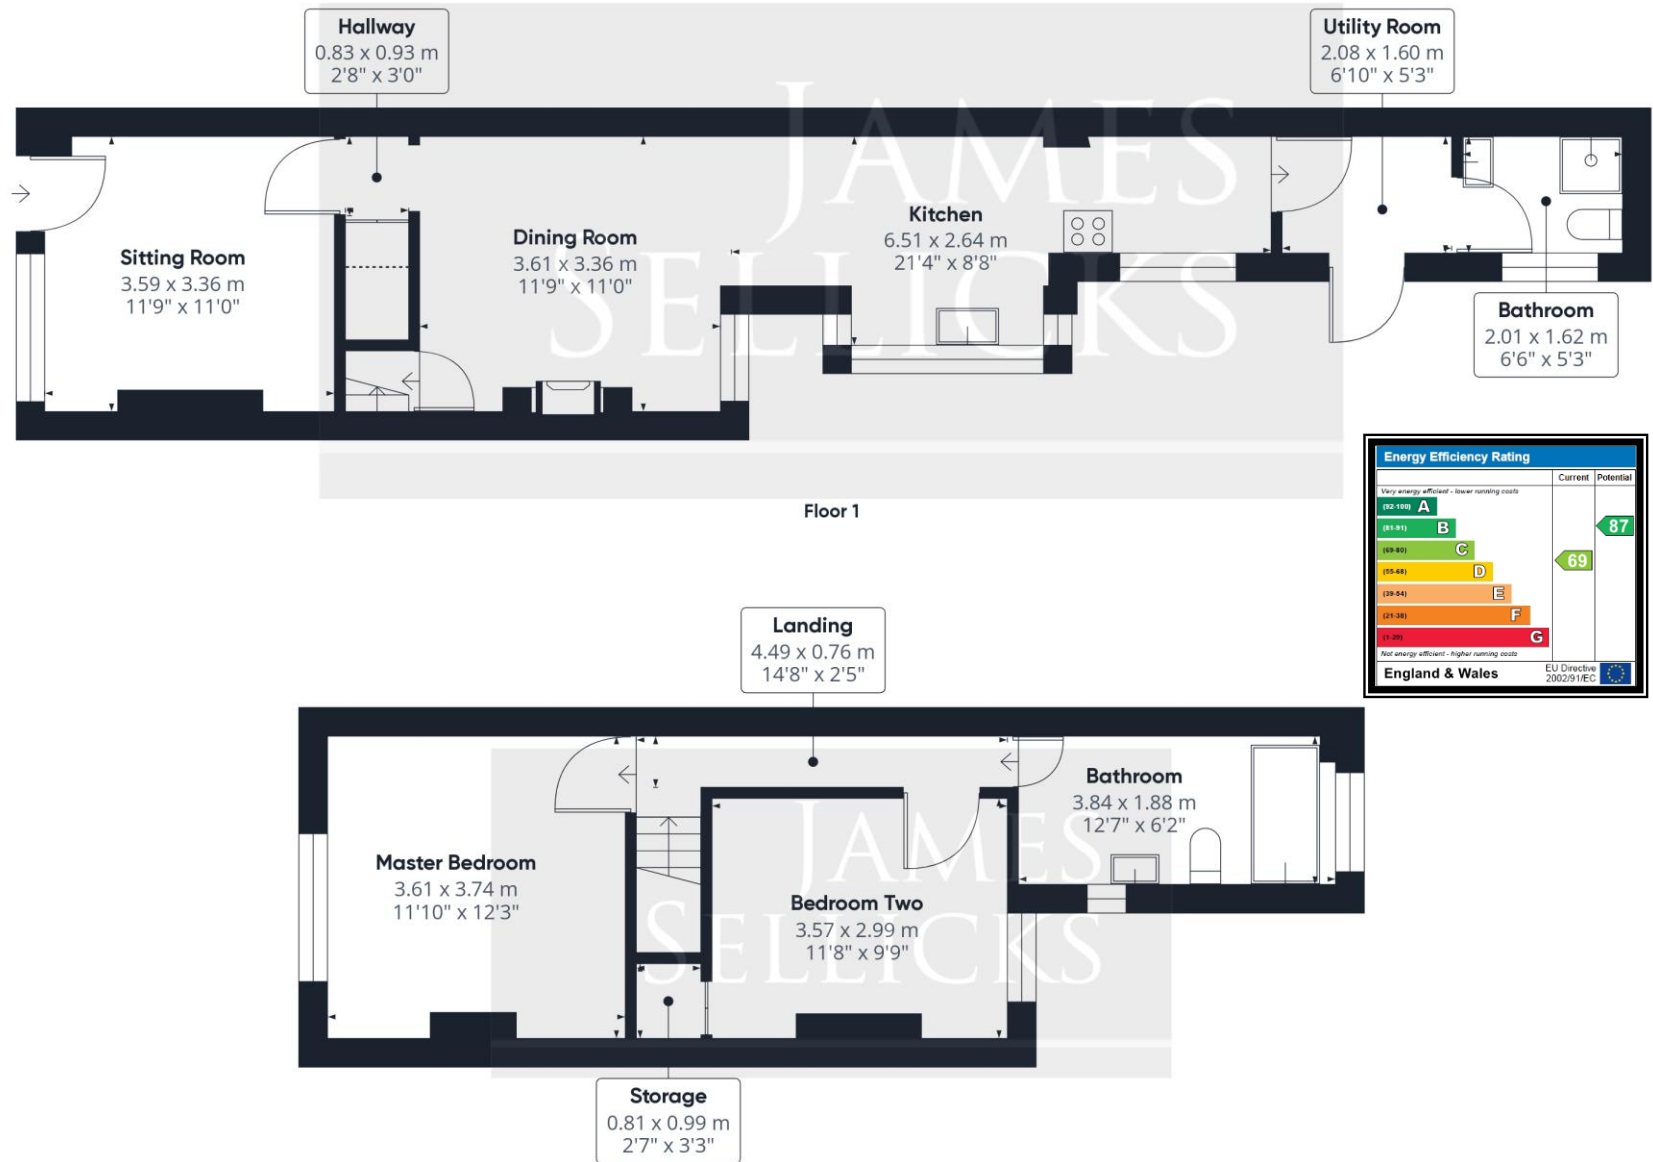 Hallway
0.83 x 0.93 m
2'8" x 3'0"
Utility Room
2.08 x 1.60 m
6'10" x 5'3"
JAMES
SELLICKS
Sitting Room
3.59 x 3.36 m
11'9" x 11'0"
Dining Room
3.61 x 3.36 m
11'9" x 11'0"
Kitchen
6.51 x 2.64 m
21'4" x 8'8"
Bathroom
2.01 x 1.62 m
6'6" x 5'3"
Floor 1
Energy Efficiency Rating
Current Potential
Very energy efficient - lower running costs
(92-100) A
(81-91) B
87
(69-80) C
69
(55-68) D
(39-54) E
(21-38) F
(1-20) G
Not energy efficient - higher running costs
England & Wales
EU Directive
2002/91/EC
Landing
4.49 x 0.76 m
14'8" x 2'5"
JAMES
SELLICKS
Master Bedroom
3.61 x 3.74 m
11'10" x 12'3"
Bedroom Two
3.57 x 2.99 m
11'8" x 9'9"
Bathroom
3.84 x 1.88 m
12'7" x 6'2"
Storage
0.81 x 0.99 m
2'7" x 3'3"